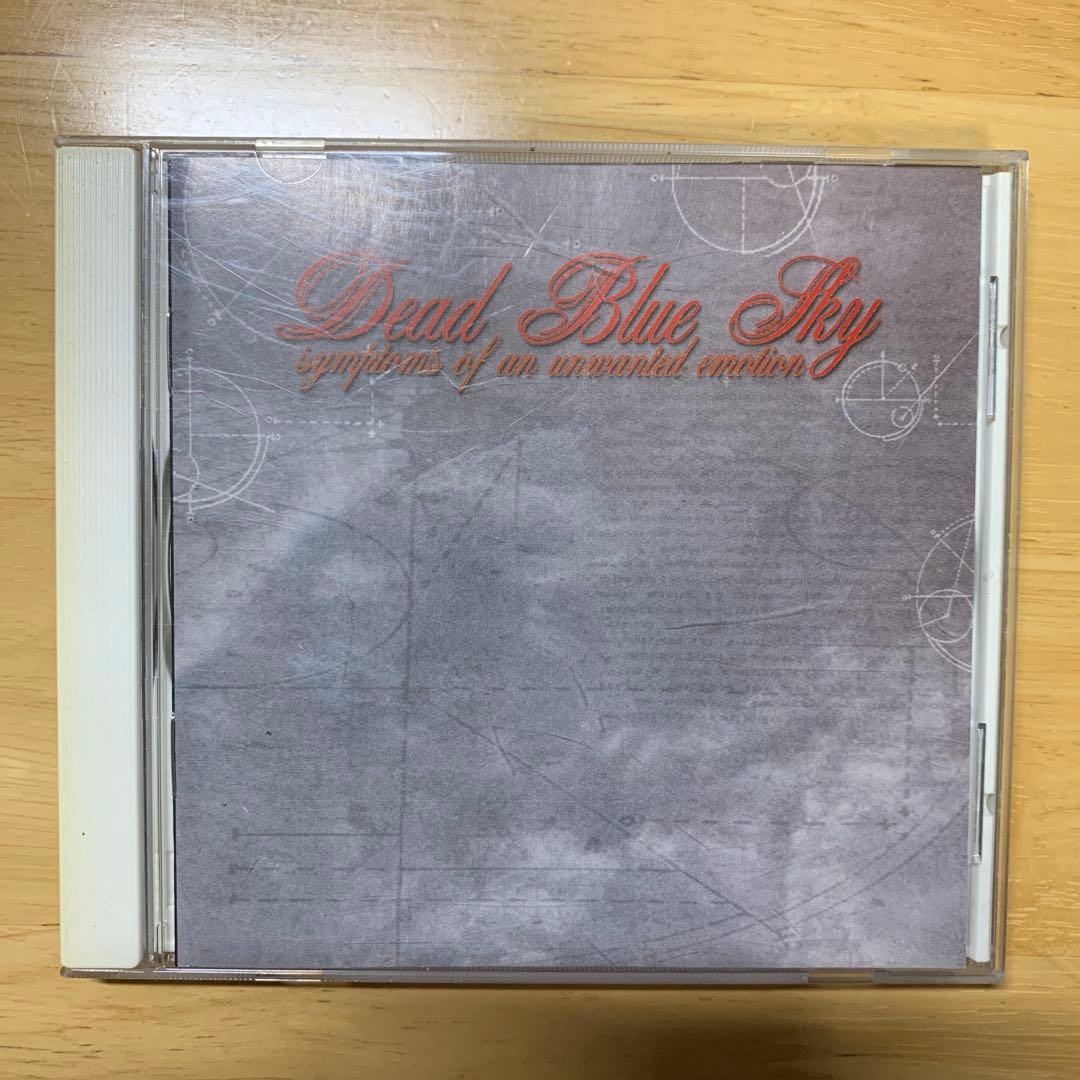 Dead Blue Sky
symptoms of an unwanted emotion